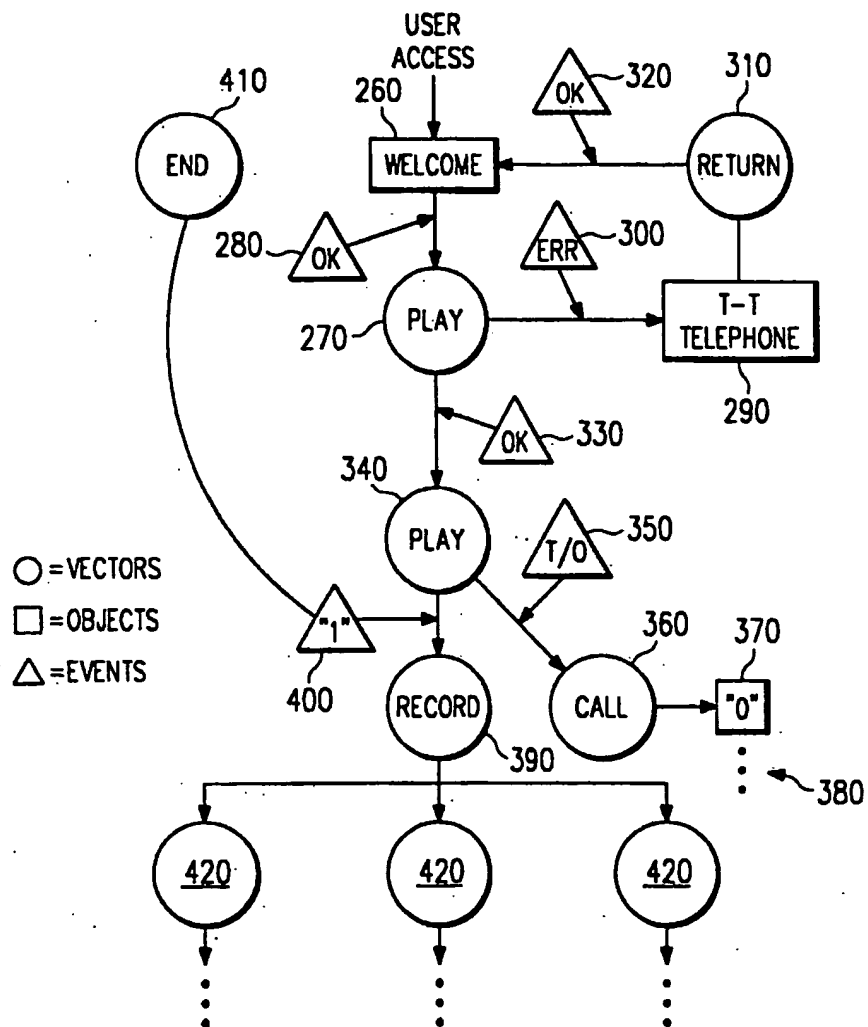 USER
ACCESS
410
260
OK
320
310
END
WELCOME
RETURN
280
OK
ERR
300
270
PLAY
T-T
TELEPHONE
290
OK
330
340
PLAY
T/O
350
○ =VECTORS
□ =OBJECTS
△ =EVENTS
"1"
400
360
370
RECORD
CALL
"0"
390
380
420
420
420